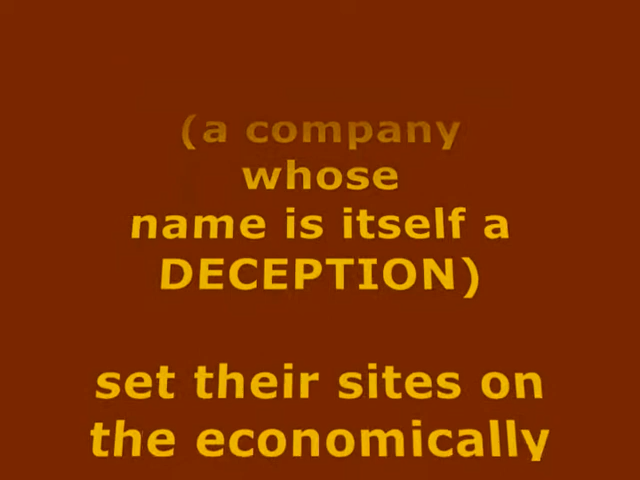 (a company
whose
name is itself a
DECEPTION)
set their sites on
the economically